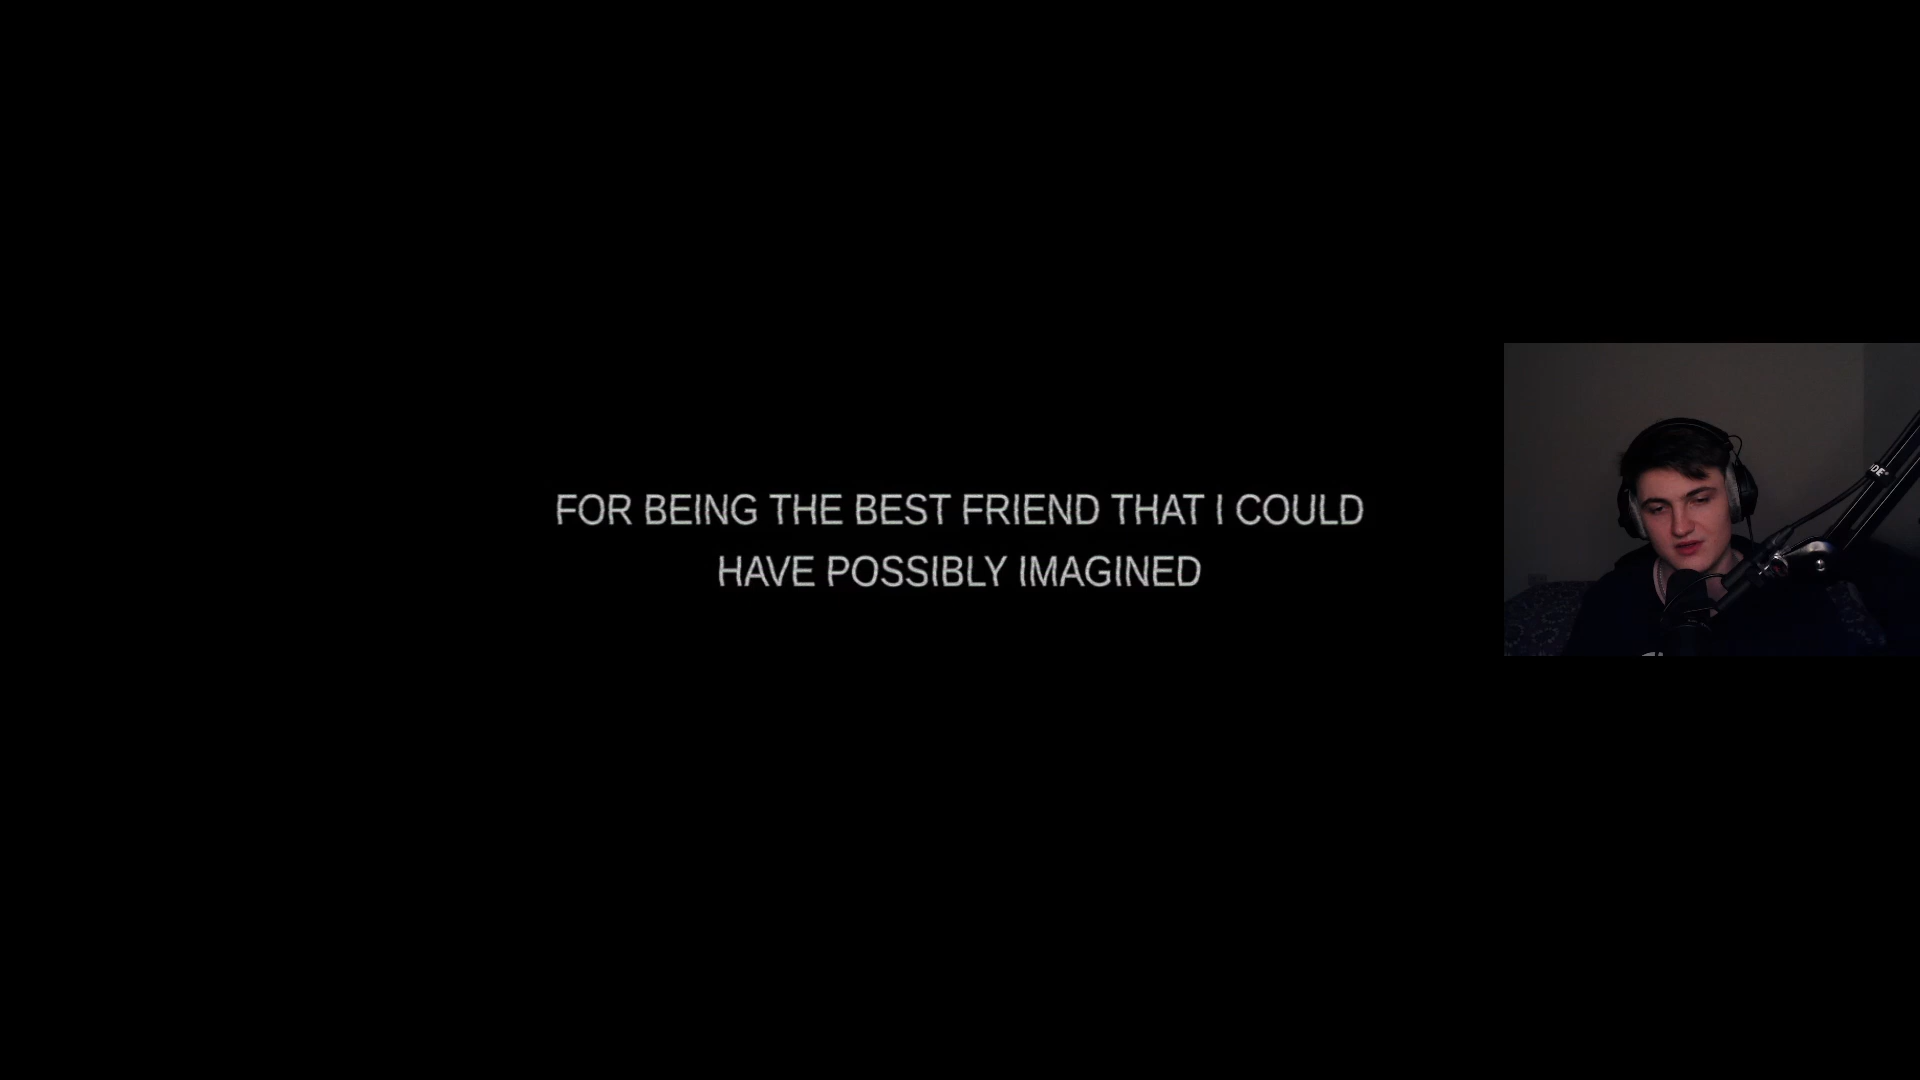 FOR BEING THE BEST FRIEND THAT I COULD
HAVE POSSIBLY IMAGINED